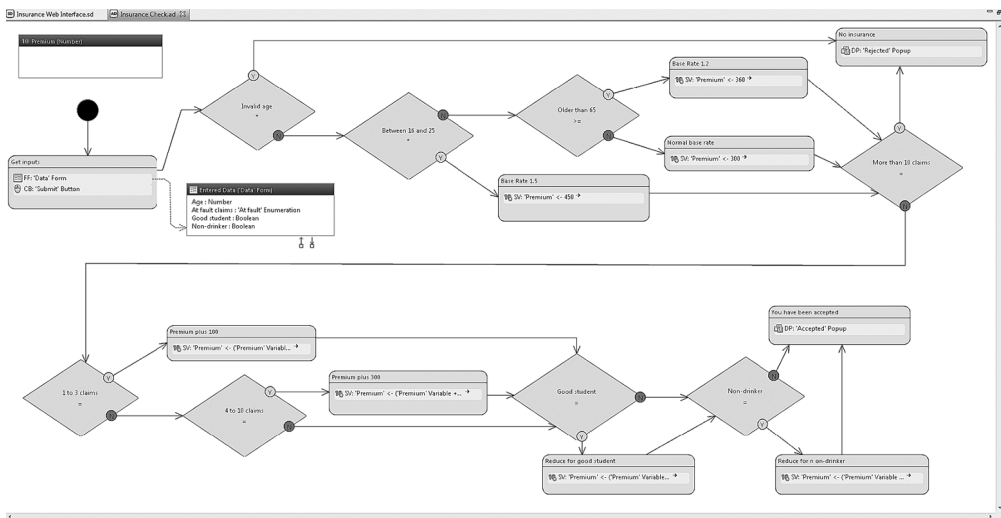 Insurance Web Interface.sd
Insurance Check.ad
Premium (Number)
No insurance
DP: 'Rejected' Popup
Invalid age
*
Y
N
Between 16 and 25
*
N
Y
Older than 65
>=
Y
N
Base Rate 1.2
SV: 'Premium' <- 360
Normal base rate
SV: 'Premium' <- 300
Base Rate 1.5
SV: 'Premium' <- 450
More than 10 claims
=
Y
N
Get inputs
FF: 'Data' Form
CB: 'Submit' Button
Entered Data ('Data' Form)
Age : Number
At fault claims : 'At fault' Enumeration
Good student : Boolean
Non-drinker : Boolean
Premium plus 100
SV: 'Premium' <- ('Premium' Variabl...
1 to 3 claims
=
Y
N
Premium plus 300
SV: 'Premium' <- ('Premium' Variable +...
4 to 10 claims
=
Y
N
Good student
=
N
Y
You have been accepted
DP: 'Accepted' Popup
Non-drinker
=
N
Y
Reduce for good student
SV: 'Premium' <- ('Premium' Variable...
Reduce for n on-drinker
SV: 'Premium' <- ('Premium' Variable ...